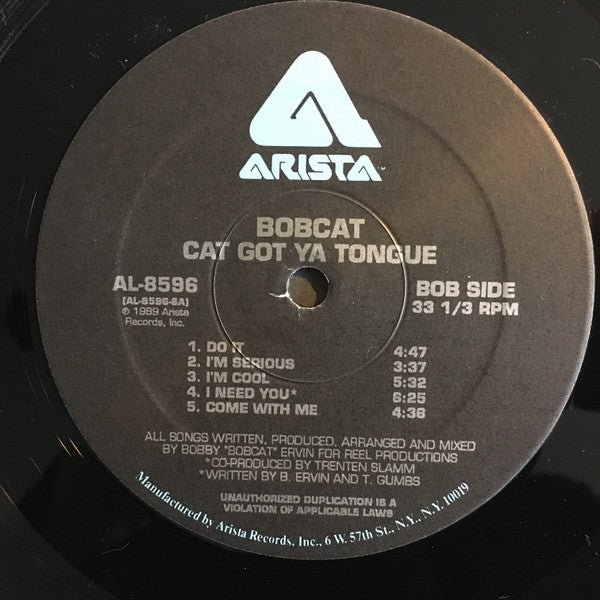 ARISTA™
BOBCAT
CAT GOT YA TONGUE
AL-8596
[AL-8596-SA]
℗ 1989 Arista
Records, Inc.
BOB SIDE
33 1/3 RPM
1. DO IT 4:47
2. I'M SERIOUS 3:37
3. I'M COOL 5:32
4. I NEED YOU* 6:25
5. COME WITH ME 4:36
ALL SONGS WRITTEN, PRODUCED, ARRANGED AND MIXED
BY BOBBY "BOBCAT" ERVIN FOR REEL PRODUCTIONS
*CO-PRODUCED BY TRENTEN SLAMM
*WRITTEN BY B. ERVIN AND T. GUMBS
UNAUTHORIZED DUPLICATION IS A
VIOLATION OF APPLICABLE LAWS
Manufactured by Arista Records, Inc., 6 W. 57th St., N.Y., N.Y. 10019